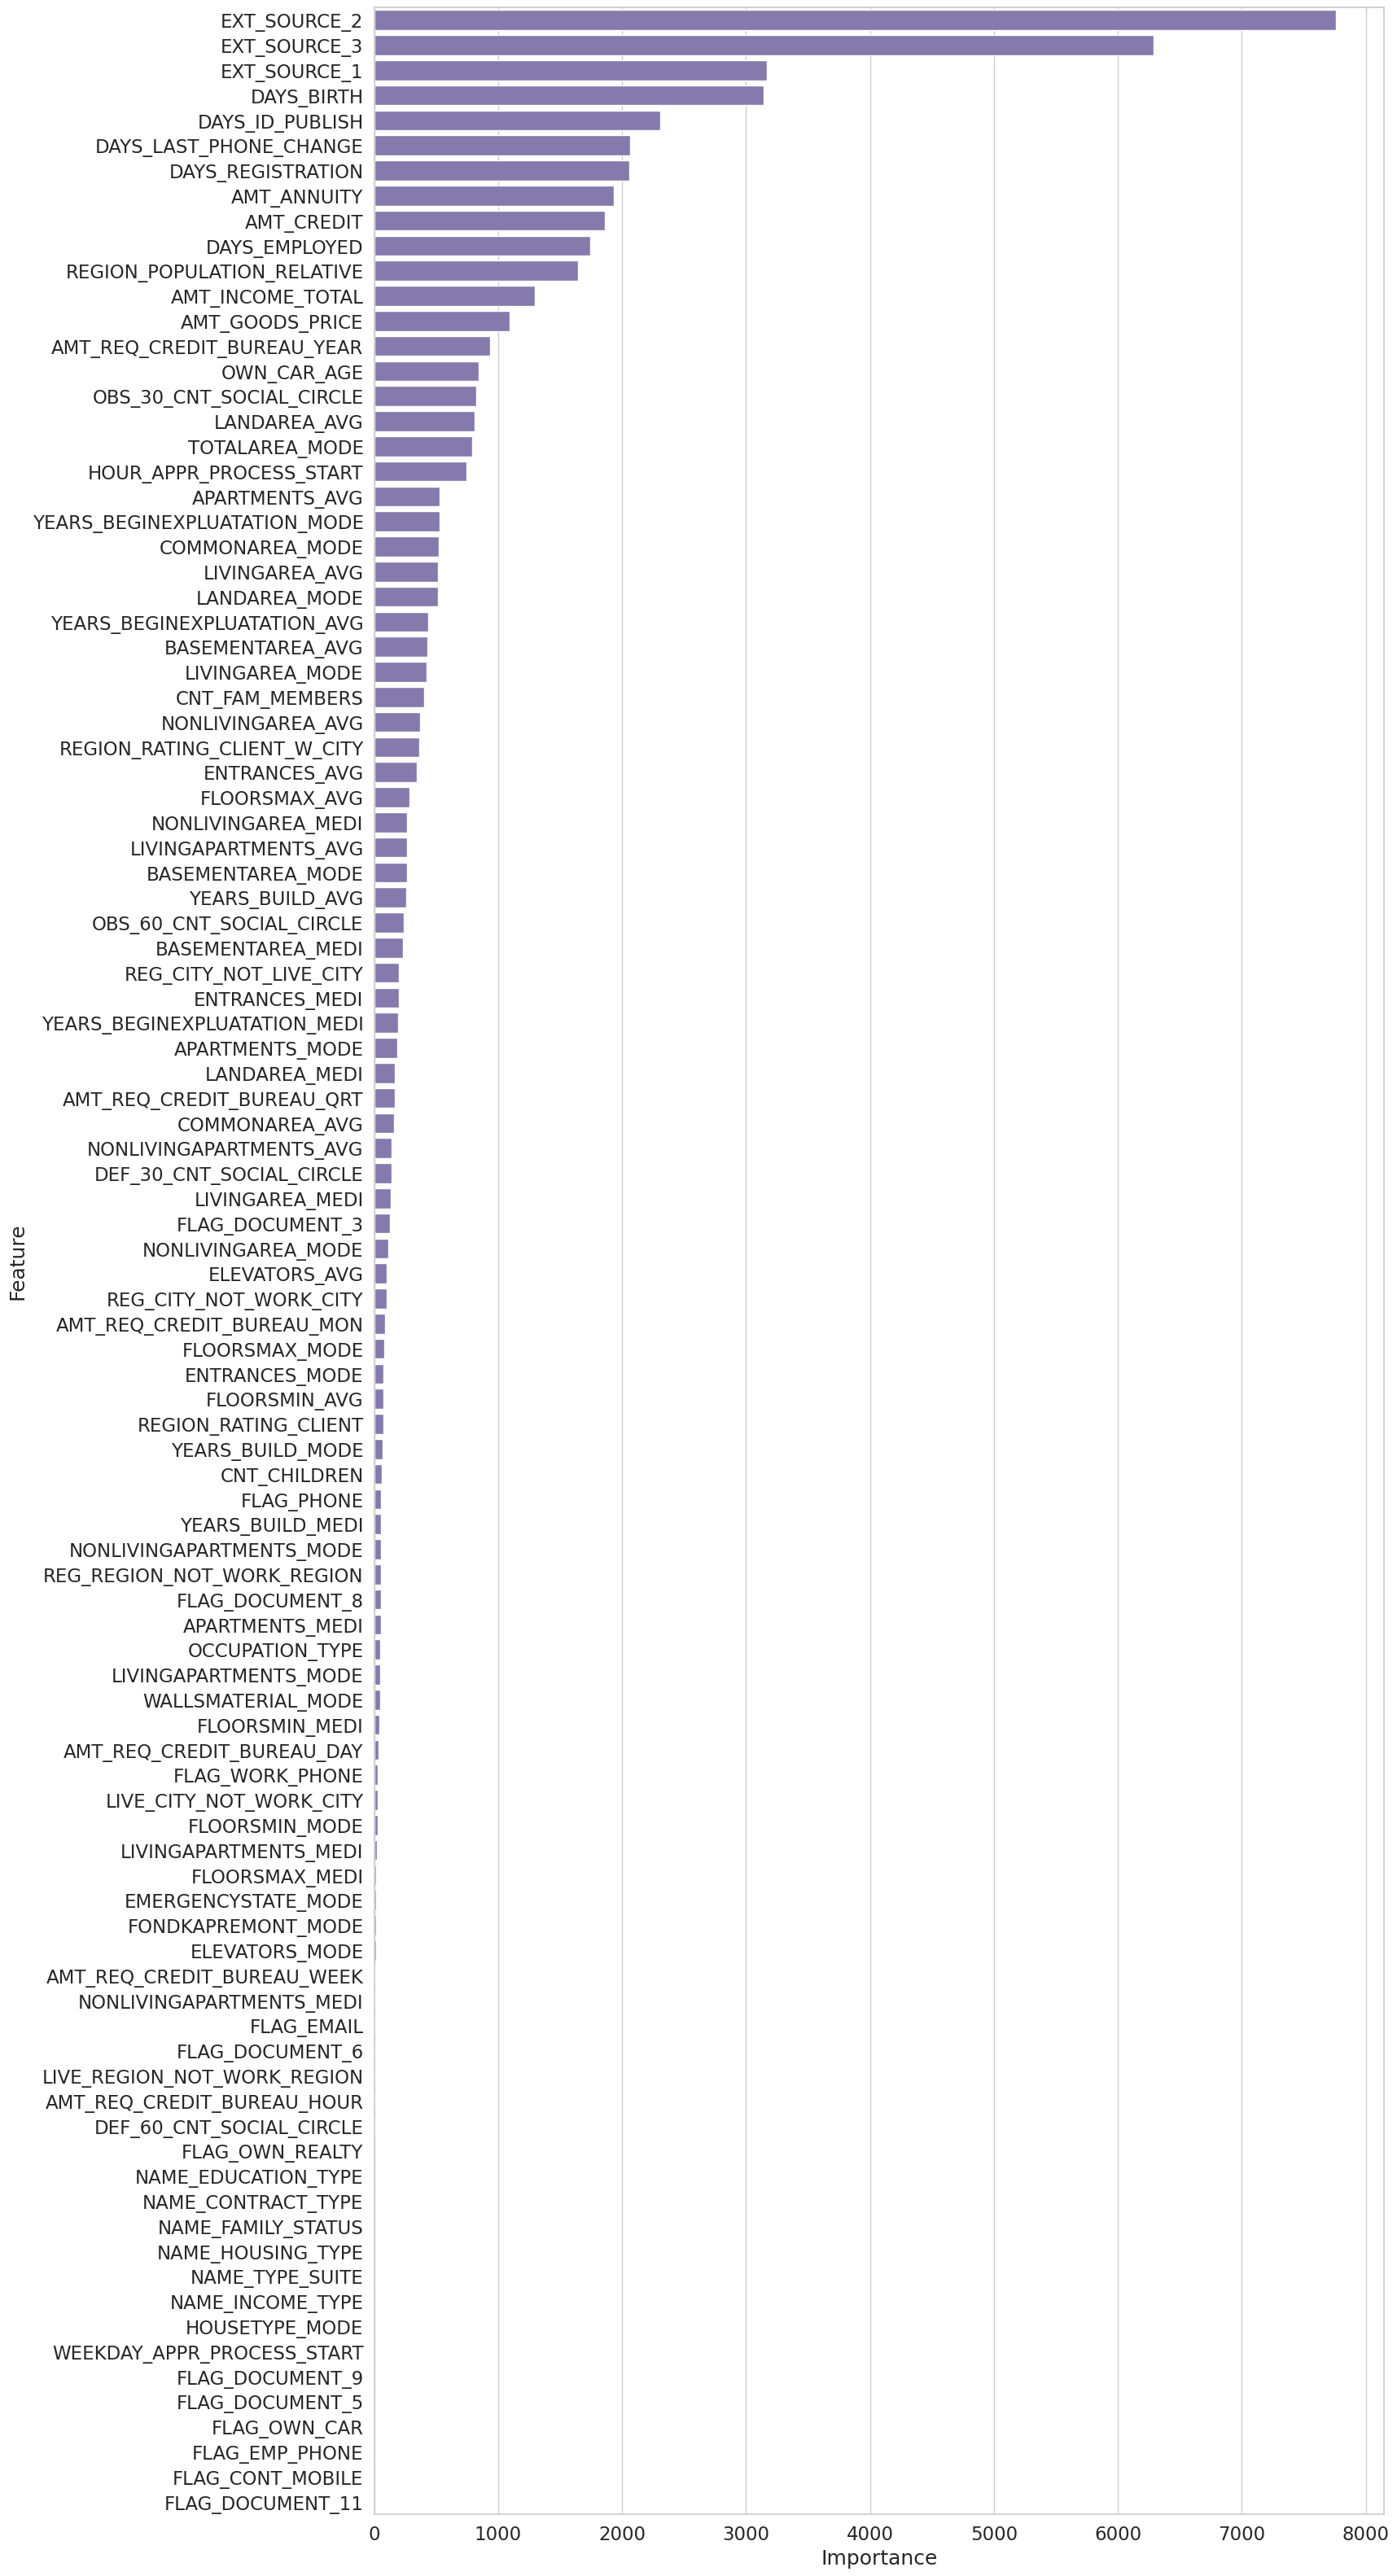 EXT_SOURCE_2
EXT_SOURCE_3
EXT_SOURCE_1
DAYS_BIRTH
DAYS_ID_PUBLISH
DAYS_LAST_PHONE_CHANGE
DAYS_REGISTRATION
AMT_ANNUITY
AMT_CREDIT
DAYS_EMPLOYED
REGION_POPULATION_RELATIVE
AMT_INCOME_TOTAL
AMT_GOODS_PRICE
AMT_REQ_CREDIT_BUREAU_YEAR
OWN_CAR_AGE
OBS_30_CNT_SOCIAL_CIRCLE
LANDAREA_AVG
TOTALAREA_MODE
HOUR_APPR_PROCESS_START
APARTMENTS_AVG
YEARS_BEGINEXPLUATATION_MODE
COMMONAREA_MODE
LIVINGAREA_AVG
LANDAREA_MODE
YEARS_BEGINEXPLUATATION_AVG
BASEMENTAREA_AVG
LIVINGAREA_MODE
CNT_FAM_MEMBERS
NONLIVINGAREA_AVG
REGION_RATING_CLIENT_W_CITY
ENTRANCES_AVG
FLOORSMAX_AVG
NONLIVINGAREA_MEDI
LIVINGAPARTMENTS_AVG
BASEMENTAREA_MODE
YEARS_BUILD_AVG
OBS_60_CNT_SOCIAL_CIRCLE
BASEMENTAREA_MEDI
REG_CITY_NOT_LIVE_CITY
ENTRANCES_MEDI
YEARS_BEGINEXPLUATATION_MEDI
APARTMENTS_MODE
LANDAREA_MEDI
AMT_REQ_CREDIT_BUREAU_QRT
COMMONAREA_AVG
NONLIVINGAPARTMENTS_AVG
DEF_30_CNT_SOCIAL_CIRCLE
LIVINGAREA_MEDI
FLAG_DOCUMENT_3
NONLIVINGAREA_MODE
ELEVATORS_AVG
REG_CITY_NOT_WORK_CITY
AMT_REQ_CREDIT_BUREAU_MON
FLOORSMAX_MODE
ENTRANCES_MODE
FLOORSMIN_AVG
REGION_RATING_CLIENT
YEARS_BUILD_MODE
CNT_CHILDREN
FLAG_PHONE
YEARS_BUILD_MEDI
NONLIVINGAPARTMENTS_MODE
REG_REGION_NOT_WORK_REGION
FLAG_DOCUMENT_8
APARTMENTS_MEDI
OCCUPATION_TYPE
LIVINGAPARTMENTS_MODE
WALLSMATERIAL_MODE
FLOORSMIN_MEDI
AMT_REQ_CREDIT_BUREAU_DAY
FLAG_WORK_PHONE
LIVE_CITY_NOT_WORK_CITY
FLOORSMIN_MODE
LIVINGAPARTMENTS_MEDI
FLOORSMAX_MEDI
EMERGENCYSTATE_MODE
FONDKAPREMONT_MODE
ELEVATORS_MODE
AMT_REQ_CREDIT_BUREAU_WEEK
NONLIVINGAPARTMENTS_MEDI
FLAG_EMAIL
FLAG_DOCUMENT_6
LIVE_REGION_NOT_WORK_REGION
AMT_REQ_CREDIT_BUREAU_HOUR
DEF_60_CNT_SOCIAL_CIRCLE
FLAG_OWN_REALTY
NAME_EDUCATION_TYPE
NAME_CONTRACT_TYPE
NAME_FAMILY_STATUS
NAME_HOUSING_TYPE
NAME_TYPE_SUITE
NAME_INCOME_TYPE
HOUSETYPE_MODE
WEEKDAY_APPR_PROCESS_START
FLAG_DOCUMENT_9
FLAG_DOCUMENT_5
FLAG_OWN_CAR
FLAG_EMP_PHONE
FLAG_CONT_MOBILE
FLAG_DOCUMENT_11
Feature
0 1000 2000 3000 4000 5000 6000 7000 8000
Importance